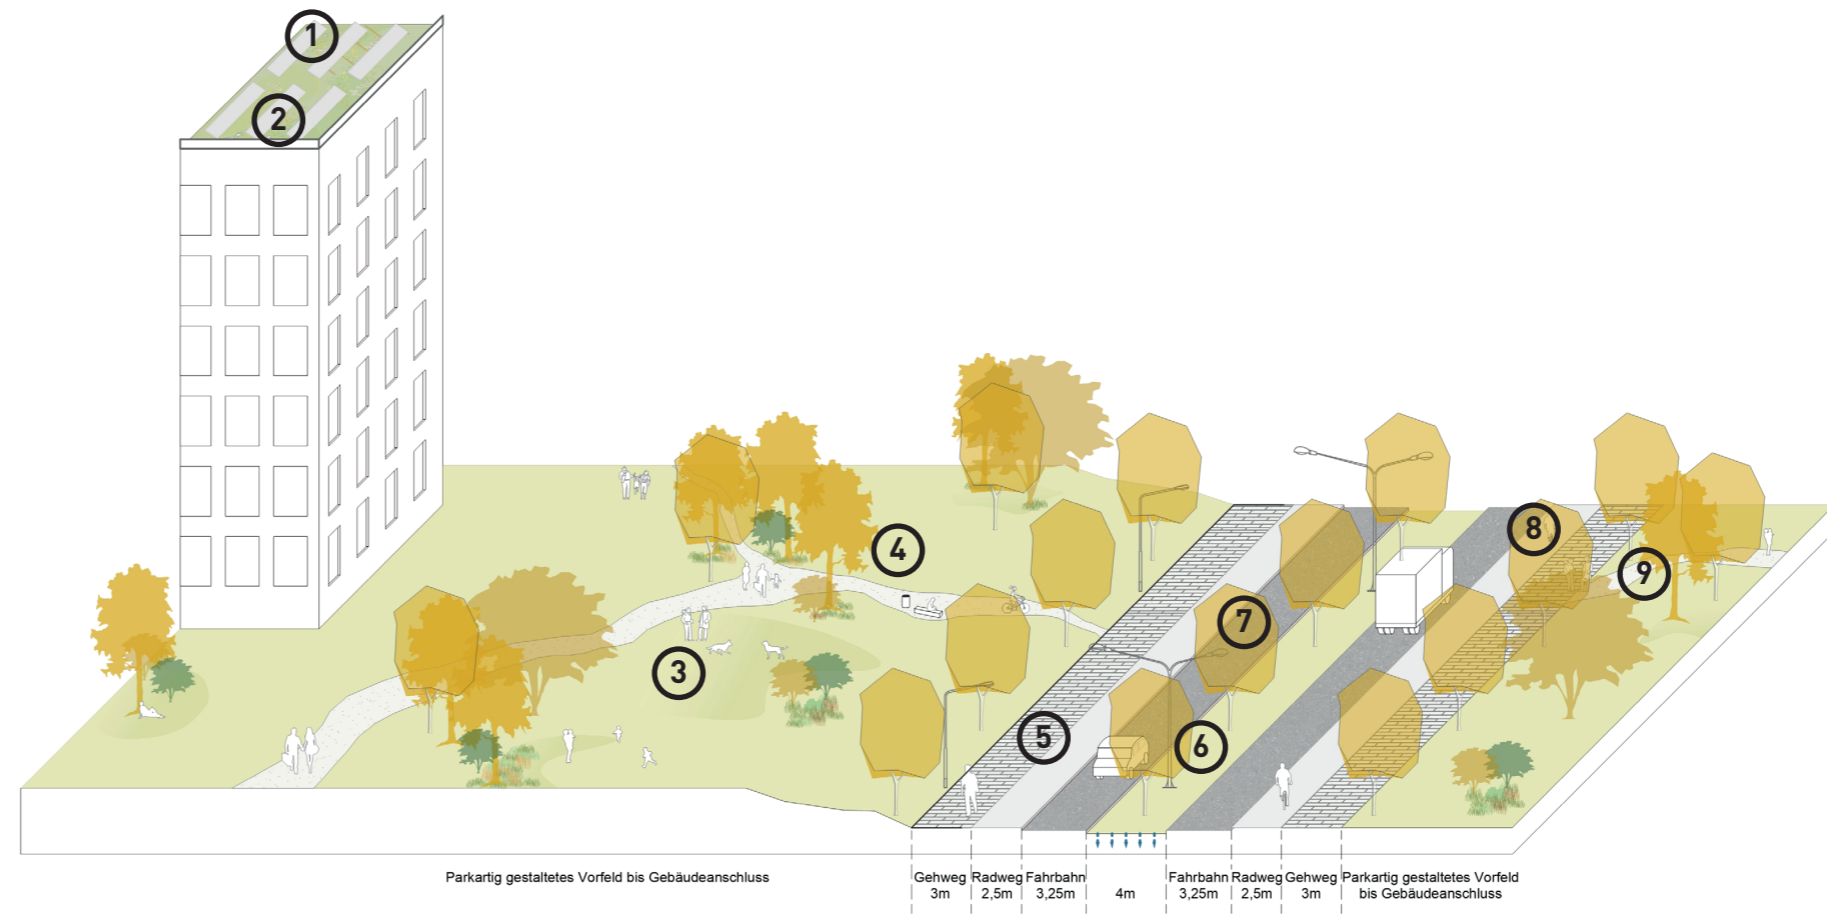 1
2
3
4
5
6
7
8
9
Parkartig gestaltetes Vorfeld bis Gebäudeanschluss
Gehweg
3m
Radweg
2,5m
Fahrbahn
3,25m
4m
Fahrbahn
3,25m
Radweg
2,5m
Gehweg
3m
Parkartig gestaltetes Vorfeld
bis Gebäudeanschluss